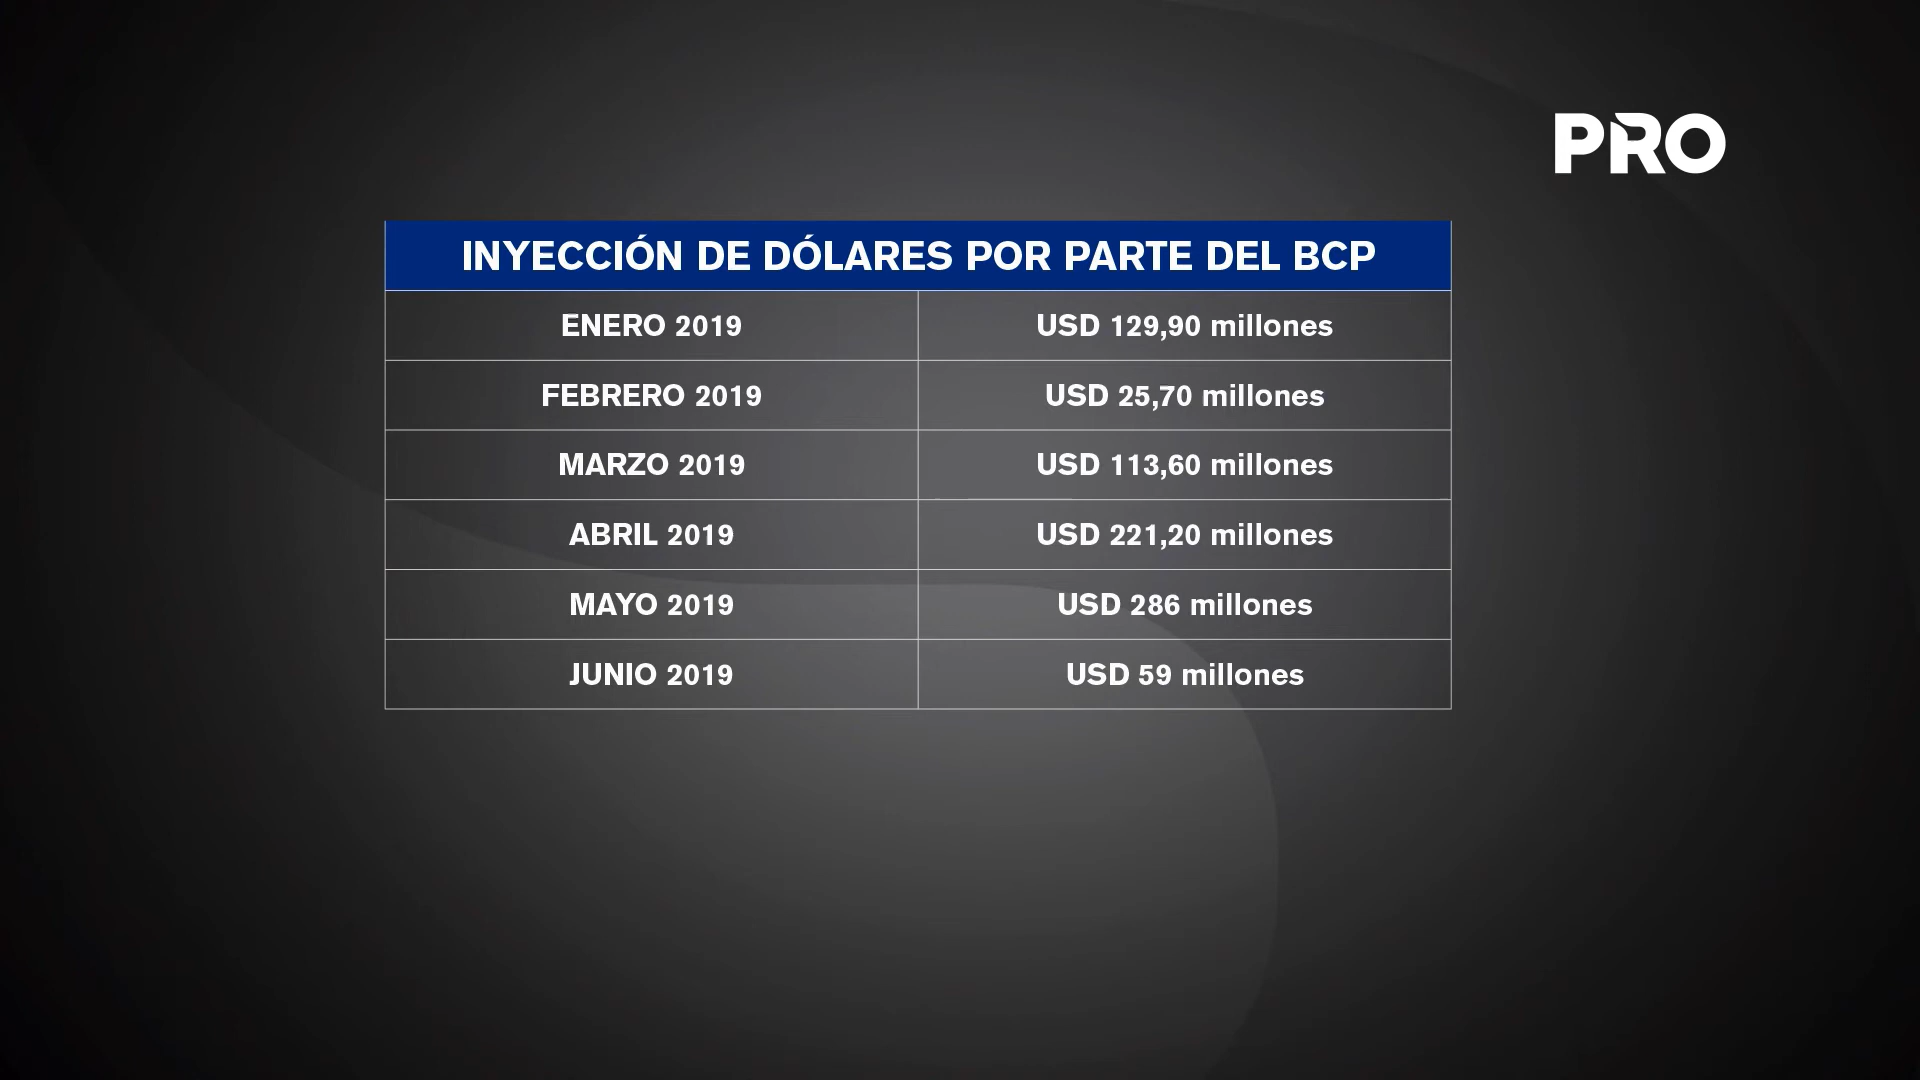 PRO
INYECCIÓN DE DÓLARES POR PARTE DEL BCP
ENERO 2019 USD 129,90 millones
FEBRERO 2019 USD 25,70 millones
MARZO 2019 USD 113,60 millones
ABRIL 2019 USD 221,20 millones
MAYO 2019 USD 286 millones
JUNIO 2019 USD 59 millones